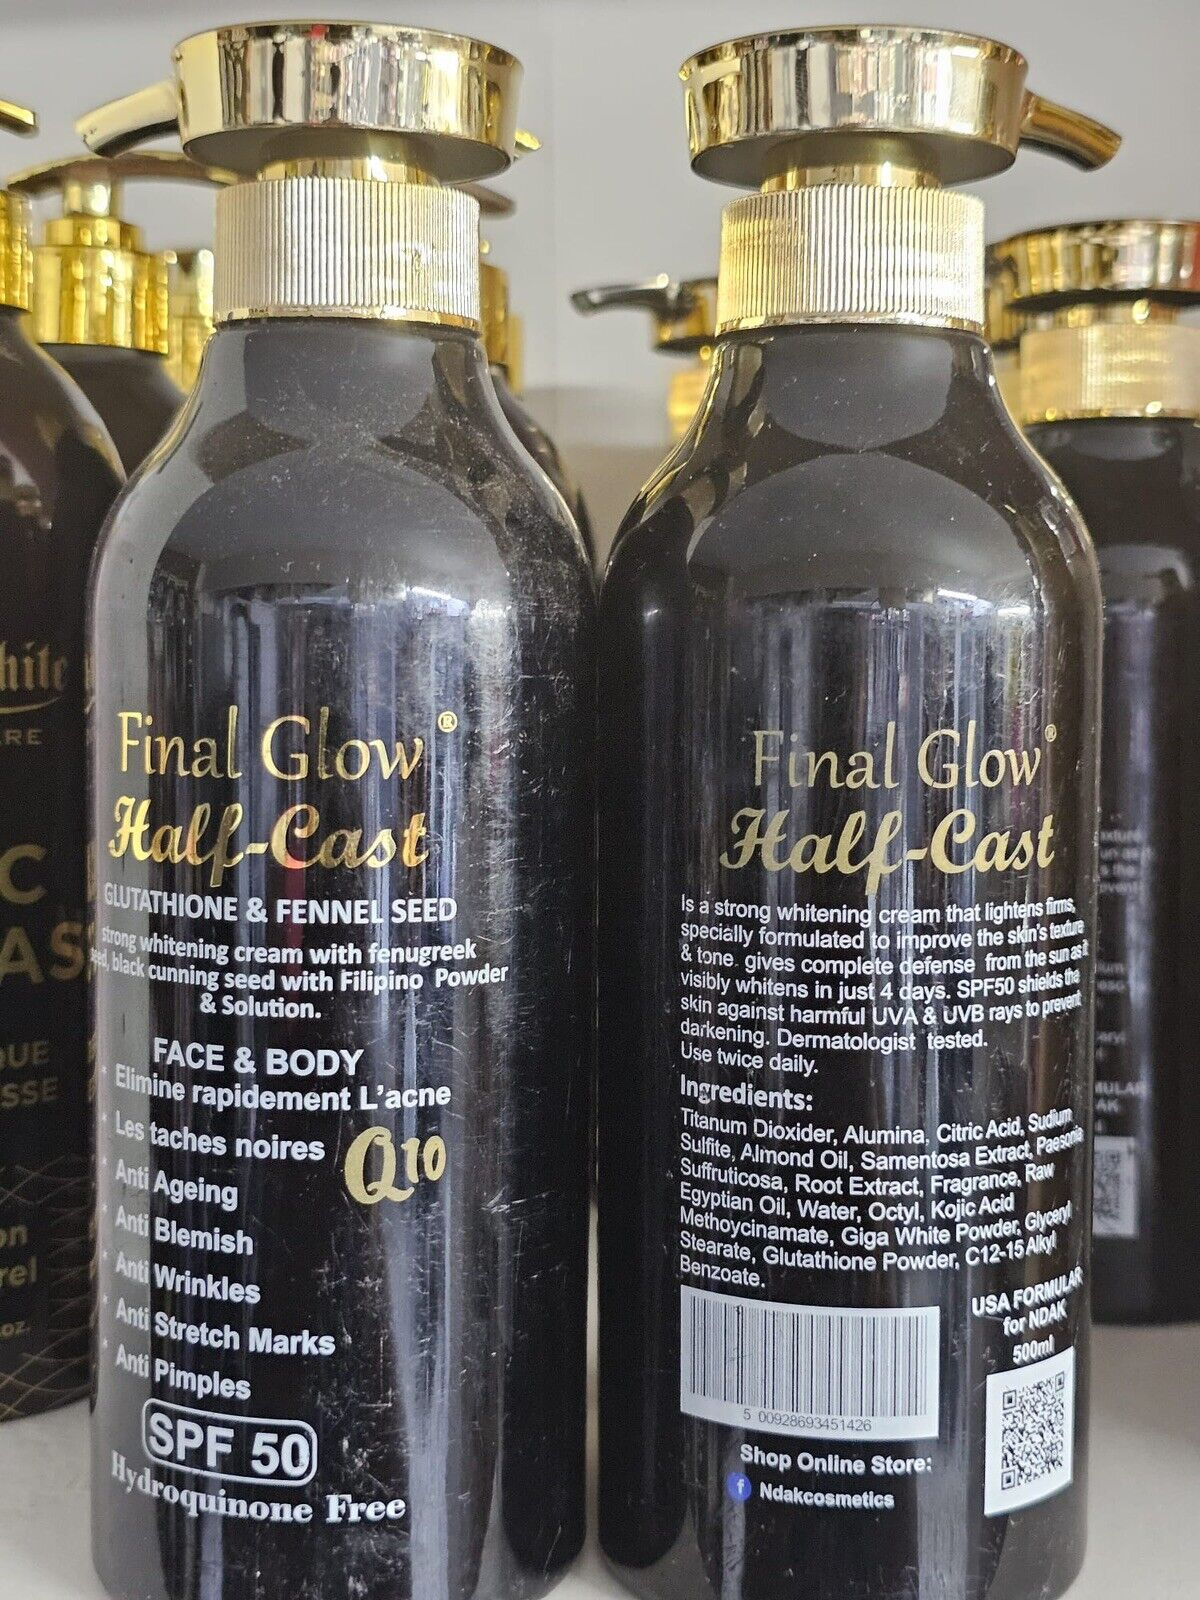 Final Glow®
Half-Cast
GLUTATHIONE & FENNEL SEED
strong whitening cream with fenugreek
seed, black cunning seed with Filipino Powder
& Solution.
FACE & BODY
Elimine rapidement L'acne
* Les taches noires
Q10
* Anti Ageing
* Anti Blemish
* Anti Wrinkles
* Anti Stretch Marks
* Anti Pimples
SPF 50
Hydroquinone Free
Final Glow®
Half-Cast
Is a strong whitening cream that lightens firms,
specially formulated to improve the skin's texture
& tone gives complete defense from the sun as it
visibly whitens in just 4 days. SPF50 shields the
skin against harmful UVA & UVB rays to prevent
darkening. Dermatologist tested.
Use twice daily.
Ingredients:
Titanum Dioxider, Alumina, Citric Acid, Sudium
Sulfite, Almond Oil, Samentosa Extract, Paesonia
Suffruticosa, Root Extract, Fragrance, Raw
Egyptian Oil, Water, Octyl, Kojic Acid
Methoycinamate, Giga White Powder, Glyceryl
Stearate, Glutathione Powder, C12-15 Alkyl
Benzoate.
USA FORMULAR
for NDAK
500ml
5 00928693451426
Shop Online Store:
f Ndakcosmetics